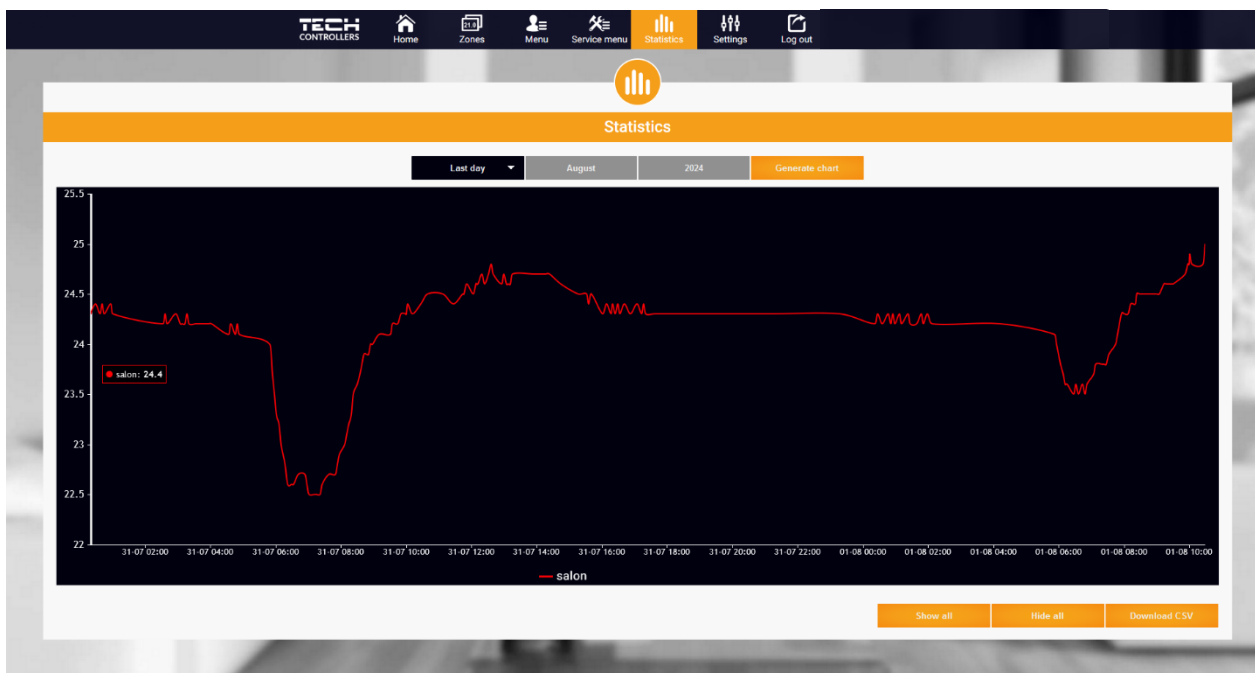 TECH
CONTROLLERS
Home
21.0
Zones
Menu
Service menu
Statistics
Settings
Log out
Statistics
Last day
August
2024
Generate chart
25.5
25
24.5
24
23.5
23
22.5
22
salon: 24.4
31-07 02:00 31-07 04:00 31-07 06:00 31-07 08:00 31-07 10:00 31-07 12:00 31-07 14:00 31-07 16:00 31-07 18:00 31-07 20:00 31-07 22:00 01-08 00:00 01-08 02:00 01-08 04:00 01-08 06:00 01-08 08:00 01-08 10:00
salon
Show all
Hide all
Download CSV